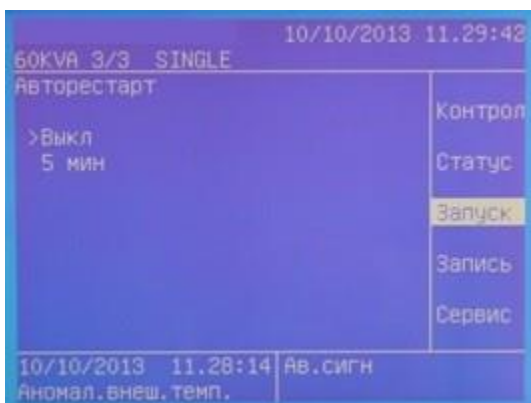 10/10/2013 11.29:42
60KVA 3/3 SINGLE
Авторестарт
>Выкл
5 мин
Контрол
Статус
Запуск
Запись
Сервис
10/10/2013 11.28:14
Аномал.внеш.темп.
Ав.сигн